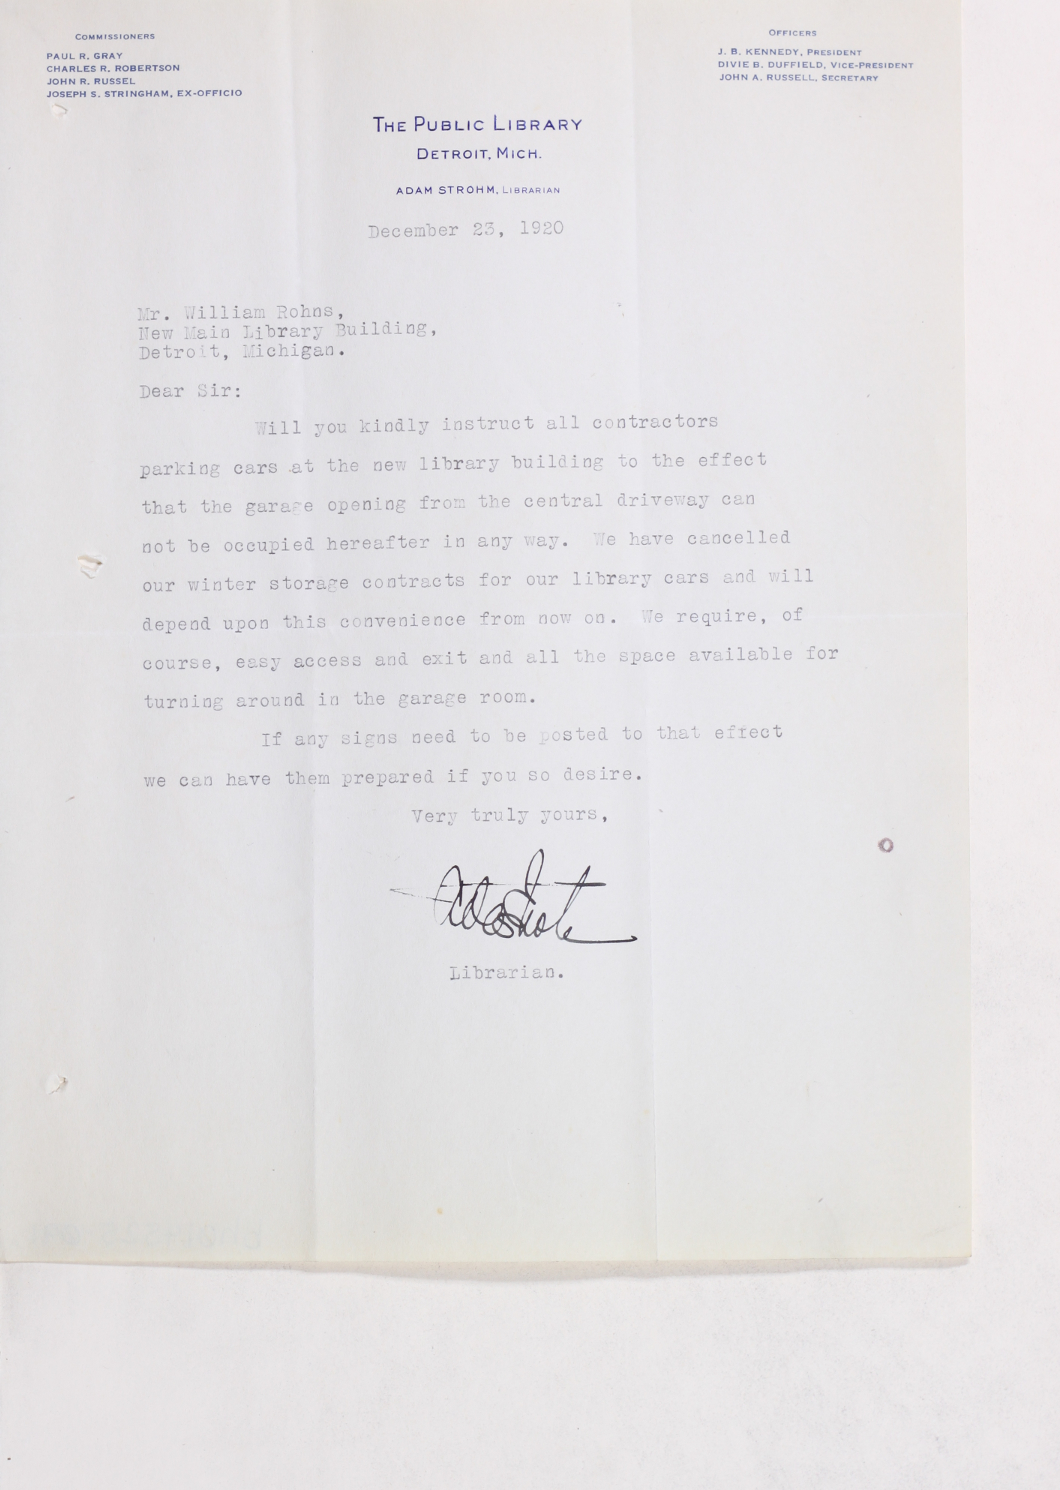 COMMISSIONERS
PAUL R. GRAY
CHARLES R. ROBERTSON
JOHN R. RUSSEL
JOSEPH S. STRINGHAM, EX-OFFICIO
OFFICERS
J. B. KENNEDY, PRESIDENT
DIVIE B. DUFFIELD, VICE-PRESIDENT
JOHN A. RUSSELL, SECRETARY
THE PUBLIC LIBRARY
DETROIT, MICH.
ADAM STROHM, LIBRARIAN
December 23, 1920
Mr. William Rohns,
New Main Library Building,
Detroit, Michigan.
Dear Sir:
Will you kindly instruct all contractors
parking cars at the new library building to the effect
that the garage opening from the central driveway can
not be occupied hereafter in any way. We have cancelled
our winter storage contracts for our library cars and will
depend upon this convenience from now on. We require, of
course, easy access and exit and all the space available for
turning around in the garage room.
If any signs need to be posted to that effect
we can have them prepared if you so desire.
Very truly yours,
Librarian.